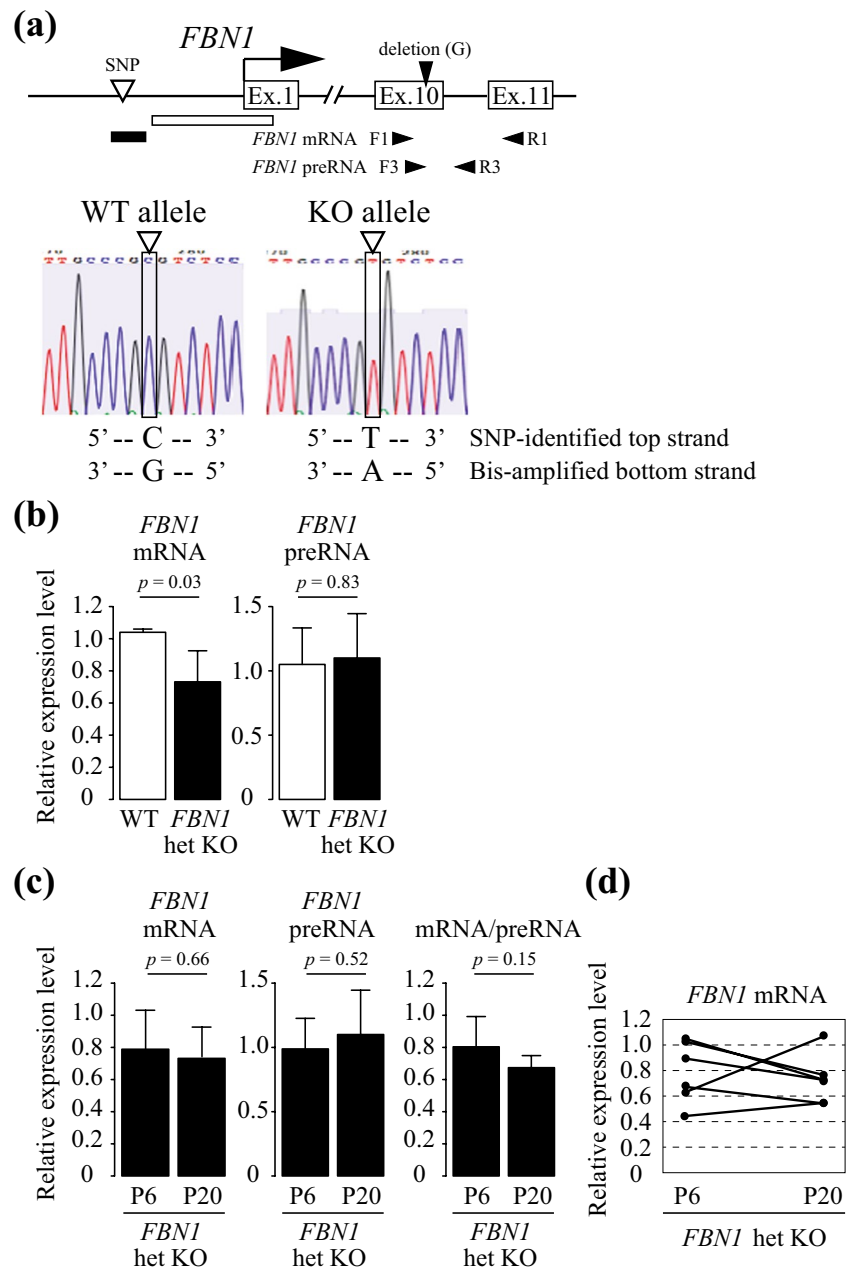 (a)
FBN1
SNP
deletion (G)
Ex.1
Ex.10
Ex.11
FBN1 mRNA F1 R1
FBN1 preRNA F3 R3
WT allele
KO allele
5’ -- C -- 3’
5’ -- T -- 3’ SNP-identified top strand
3’ -- G -- 5’
3’ -- A -- 5’ Bis-amplified bottom strand
(b)
FBN1
mRNA
p = 0.03
FBN1
preRNA
p = 0.83
Relative expression level
1.2
1.0
0.8
0.6
0.4
0.2
0
WT
FBN1
het KO
1.5
1.0
0.5
0
WT
FBN1
het KO
(c)
FBN1
mRNA
p = 0.66
FBN1
preRNA
p = 0.52
mRNA/preRNA
p = 0.15
Relative expression level
1.2
1.0
0.8
0.6
0.4
0.2
0
P6 P20
FBN1
het KO
1.5
1.0
0.5
0
P6 P20
FBN1
het KO
1.2
1.0
0.8
0.6
0.4
0.2
0
P6 P20
FBN1
het KO
(d)
FBN1 mRNA
Relative expression level
1.2
1.0
0.8
0.6
0.4
0.2
0
P6 P20
FBN1 het KO